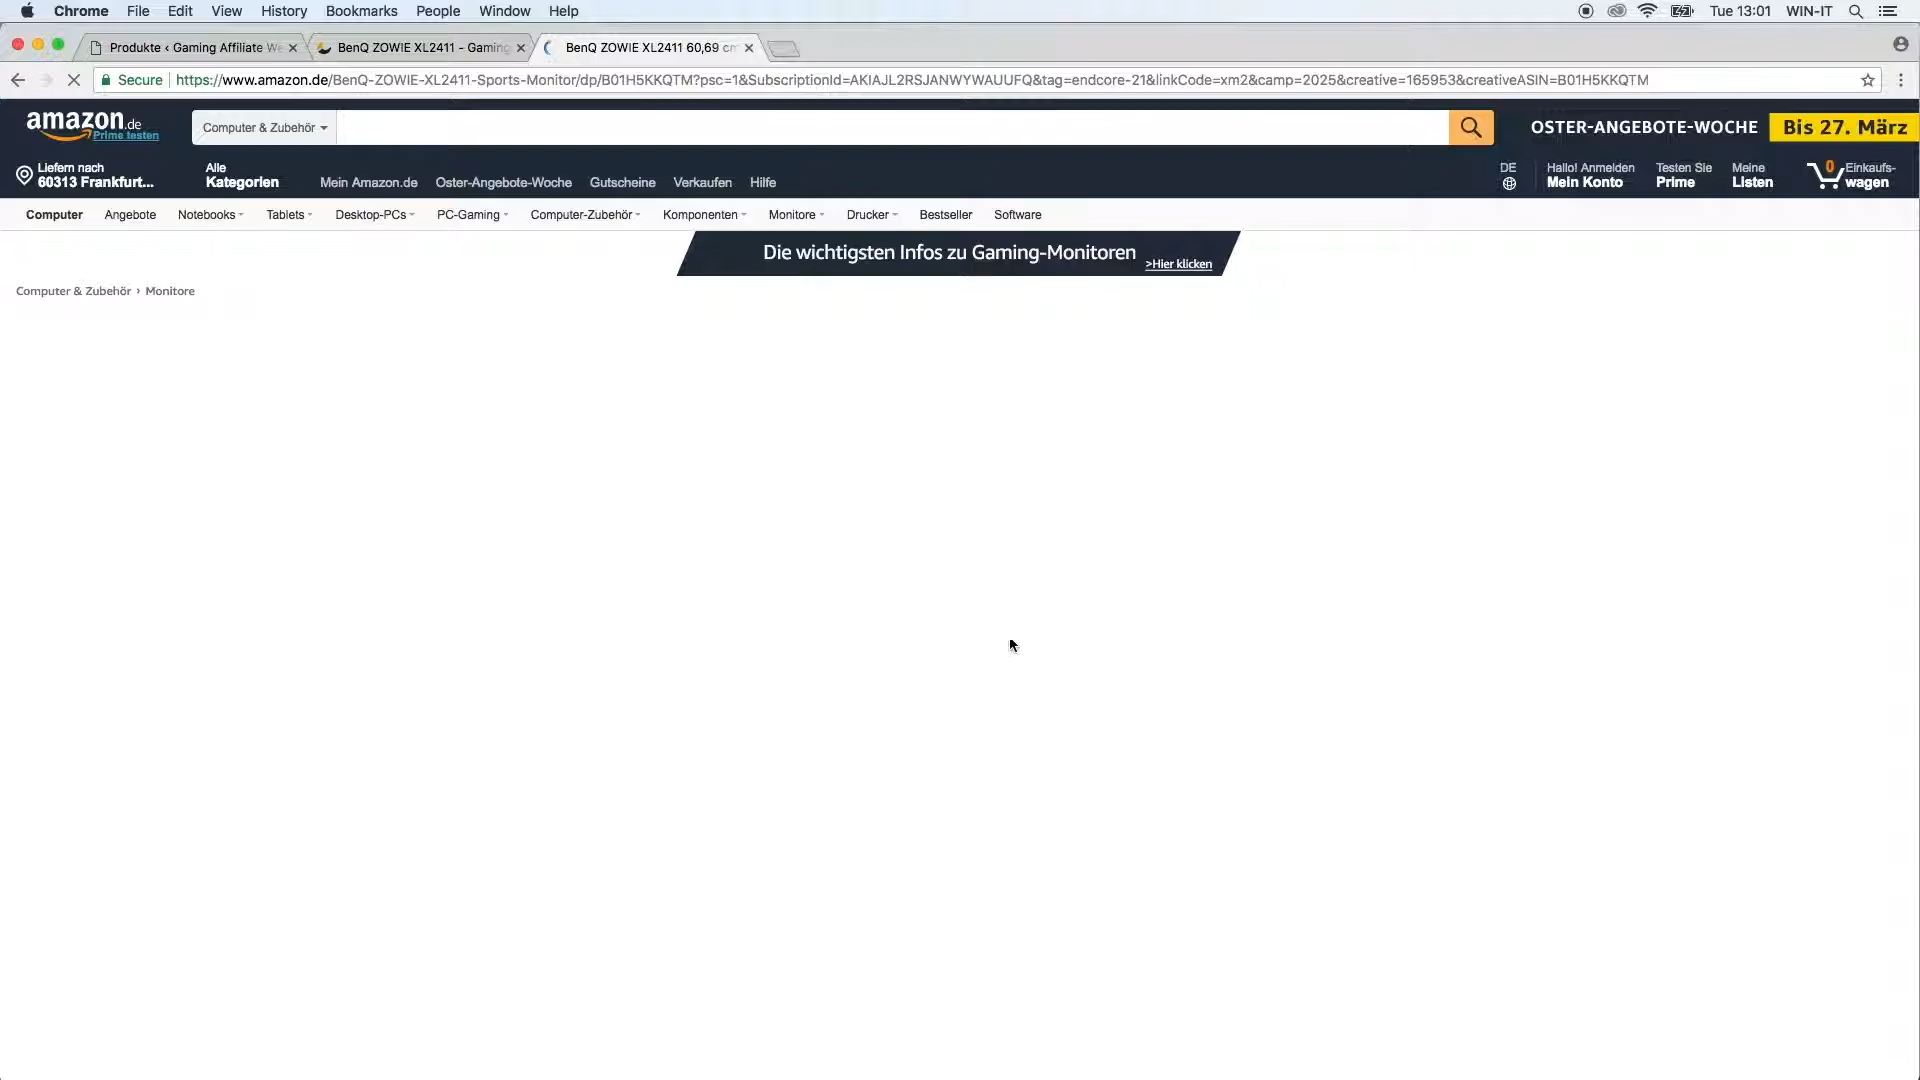 Chrome File Edit View History Bookmarks People Window Help Tue 13:01 WIN-IT
Produkte ‹ Gaming Affiliate We BenQ ZOWIE XL2411 - Gaming BenQ ZOWIE XL2411 60,69 cm
Secure https://www.amazon.de/BenQ-ZOWIE-XL2411-Sports-Monitor/dp/B01H5KKQTM?psc=1&SubscriptionId=AKIAJL2RSJANWYWAUUFQ&tag=endcore-21&linkCode=xm2&camp=2025&creative=165953&creativeASIN=B01H5KKQTM
amazon.de
Prime testen
Computer & Zubehör
OSTER-ANGEBOTE-WOCHE Bis 27. März
Liefern nach
60313 Frankfurt...
Alle
Kategorien
Mein Amazon.de Oster-Angebote-Woche Gutscheine Verkaufen Hilfe
DE
Hallo! Anmelden
Mein Konto
Testen Sie
Prime
Meine
Listen
0
Einkaufs-
wagen
Computer Angebote Notebooks Tablets Desktop-PCs PC-Gaming Computer-Zubehör Komponenten Monitore Drucker Bestseller Software
Die wichtigsten Infos zu Gaming-Monitoren >Hier klicken
Computer & Zubehör › Monitore